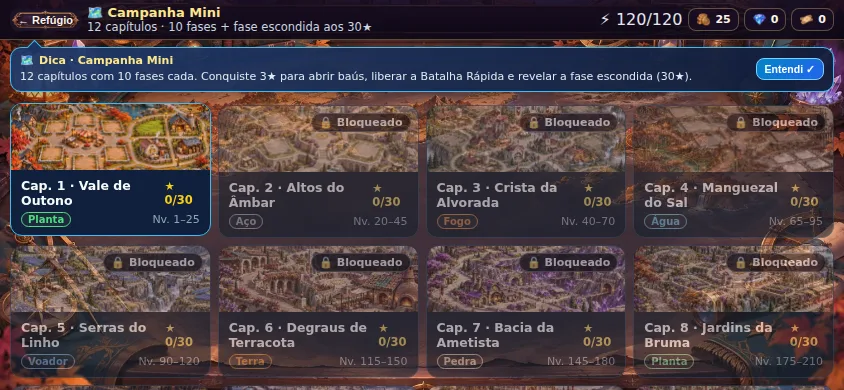 ← Refúgio
Campanha Mini
12 capítulos · 10 fases + fase escondida aos 30★
⚡ 120/120
25
0
0
Dica · Campanha Mini
12 capítulos com 10 fases cada. Conquiste 3★ para abrir baús, liberar a Batalha Rápida e revelar a fase escondida (30★).
Entendi ✓
Cap. 1 · Vale de
Outono
★
0/30
Planta
Nv. 1–25
Bloqueado
Cap. 2 · Altos do
Âmbar
★
0/30
Aço
Nv. 20–45
Bloqueado
Cap. 3 · Crista da
Alvorada
★
0/30
Fogo
Nv. 40–70
Bloqueado
Cap. 4 · Manguezal
do Sal
★
0/30
Água
Nv. 65–95
Bloqueado
Cap. 5 · Serras do
Linho
★
0/30
Voador
Nv. 90–120
Bloqueado
Cap. 6 · Degraus de
Terracota
★
0/30
Terra
Nv. 115–150
Bloqueado
Cap. 7 · Bacia da
Ametista
★
0/30
Pedra
Nv. 145–180
Bloqueado
Cap. 8 · Jardins da
Bruma
★
0/30
Planta
Nv. 175–210